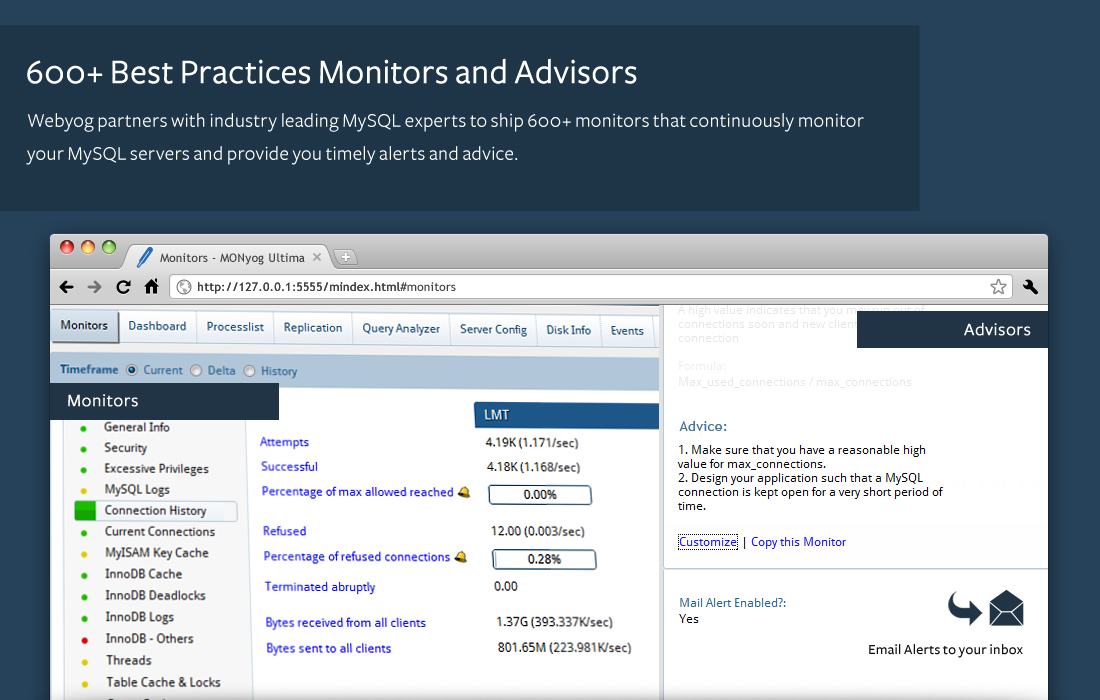 600+ Best Practices Monitors and Advisors
Webyog partners with industry leading MySQL experts to ship 600+ monitors that continuously monitor
your MySQL servers and provide you timely alerts and advice.
Monitors - MONyog Ultima
http://127.0.0.1:5555/mindex.html#monitors
Monitors Dashboard Processlist Replication Query Analyzer Server Config Disk Info Events
Timeframe Current Delta History
Monitors
General Info
Security
Excessive Privileges
MySQL Logs
Connection History
Current Connections
MyISAM Key Cache
InnoDB Cache
InnoDB Deadlocks
InnoDB Logs
InnoDB - Others
Threads
Table Cache & Locks
LMT
Attempts 4.19K (1.171/sec)
Successful 4.18K (1.168/sec)
Percentage of max allowed reached 0.00%
Refused 12.00 (0.003/sec)
Percentage of refused connections 0.28%
Terminated abruptly 0.00
Bytes received from all clients 1.37G (393.337K/sec)
Bytes sent to all clients 801.65M (223.981K/sec)
A high value indicates that you may run out of
connections soon and new clien
connection
Advisors
Formula:
Max_used_connections / max_connections
Advice:
1. Make sure that you have a reasonable high
value for max_connections.
2. Design your application such that a MySQL
connection is kept open for a very short period of
time.
Customize | Copy this Monitor
Mail Alert Enabled?:
Yes
Email Alerts to your inbox